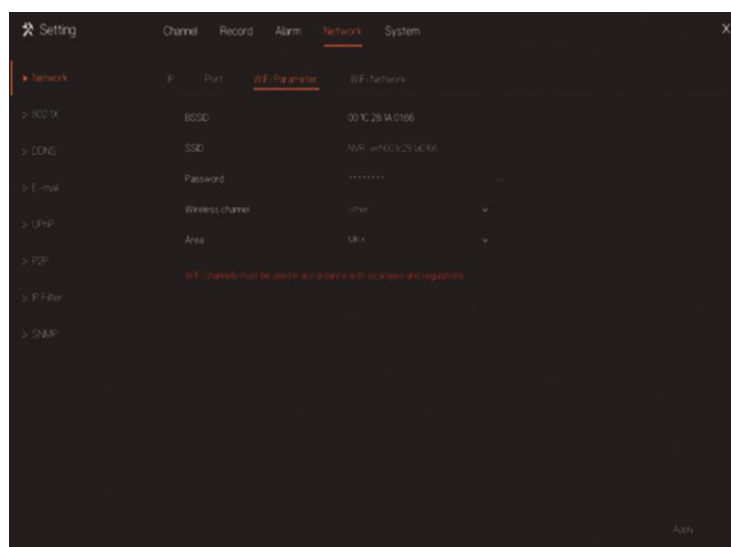 Setting Channel Record Alarm Network System X
Network IP Port WiFi Parameter WiFi Network
802.1X BSSID 00:1C:28:1A:01:66
DDNS SSID
E-mail Password ********
UPnP Wireless channel other
P2P Area MKK
WiFi channels must be used in accordance with local laws and regulations
IP Filter
SNMP
Apply